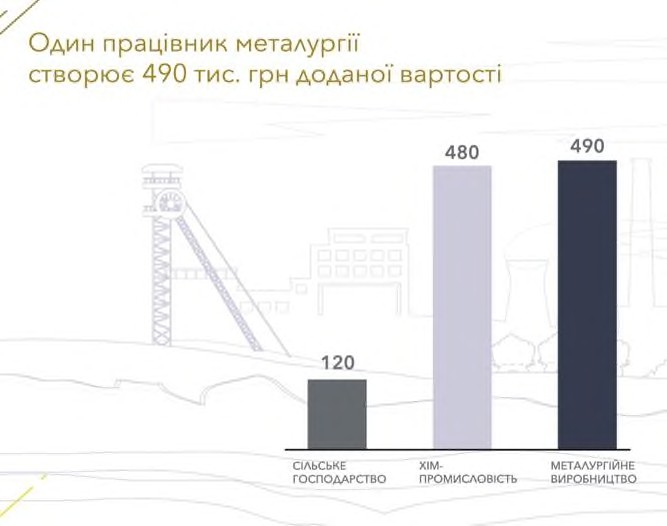 Один працівник металургії
створює 490 тис. грн доданої вартості
490
480
120
СІЛЬСЬКЕ
ГОСПОДАРСТВО
ХІМ-
ПРОМИСЛОВІСТЬ
МЕТАЛУРГІЙНЕ
ВИРОБНИЦТВО